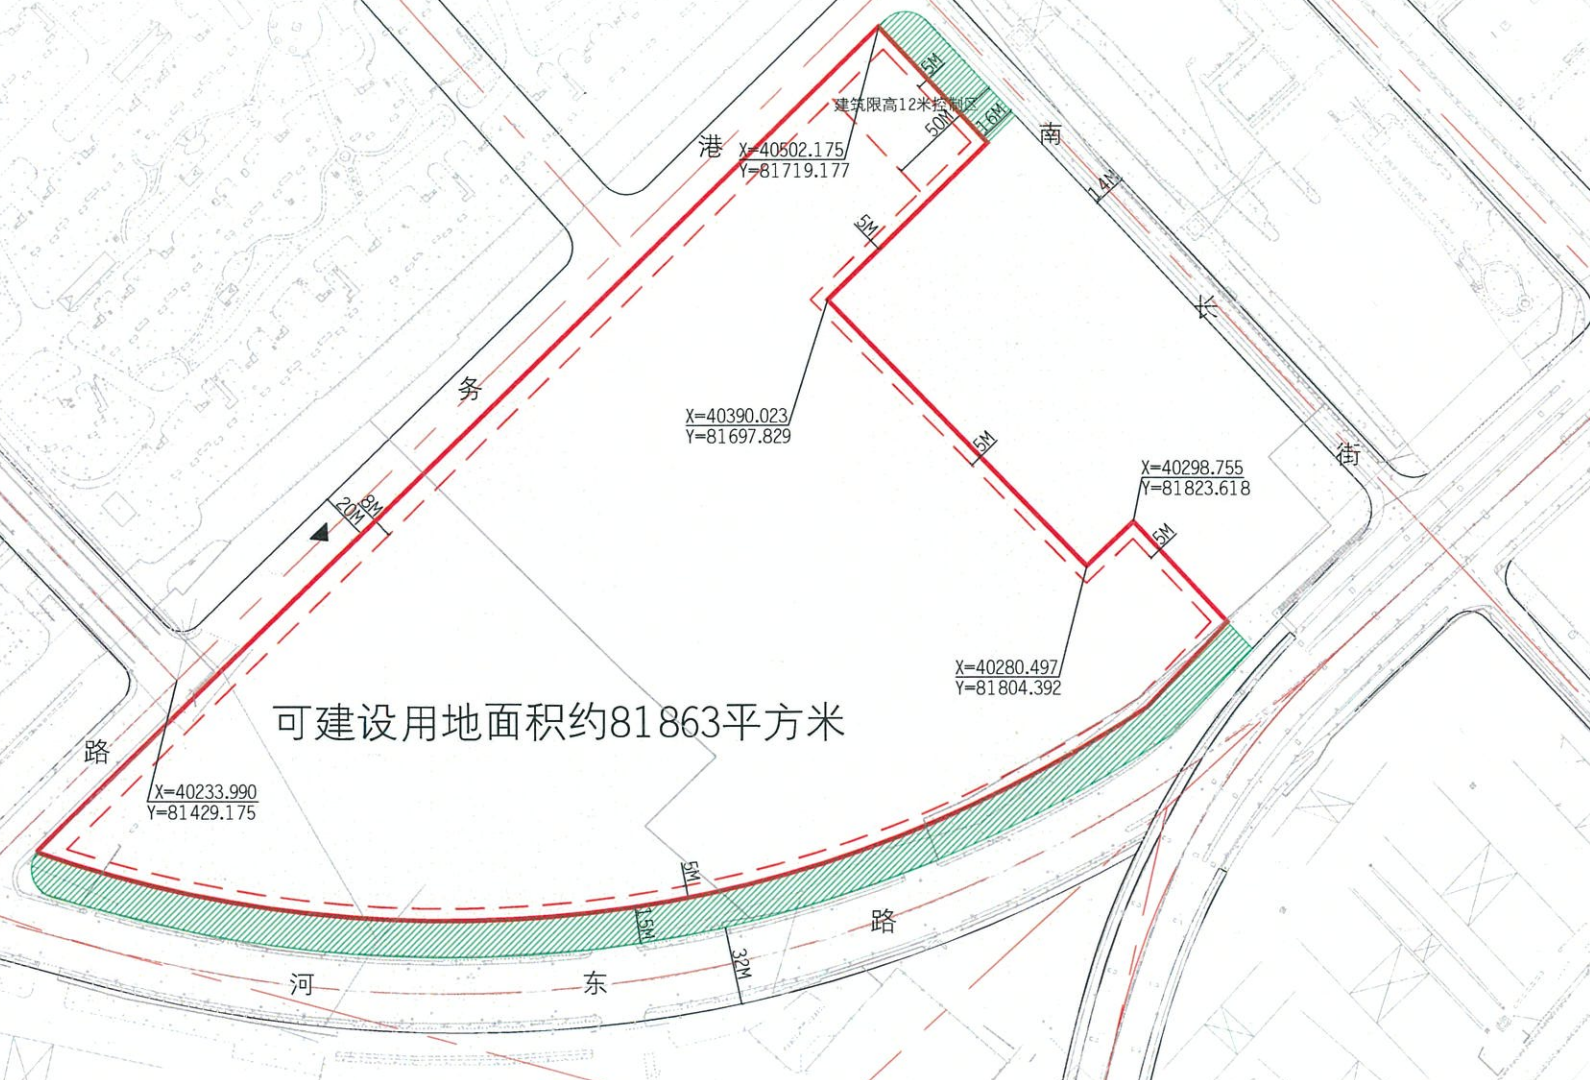 5M
建筑限高12米控制区
50M
16M
港
南
X=40502.175
Y=81719.177
14M
5M
长
务
X=40390.023
Y=81697.829
5M
街
X=40298.755
Y=81823.618
8M
20M
5M
X=40280.497
Y=81804.392
可建设用地面积约81863平方米
路
X=40233.990
Y=81429.175
5M
15M
路
32M
河
东